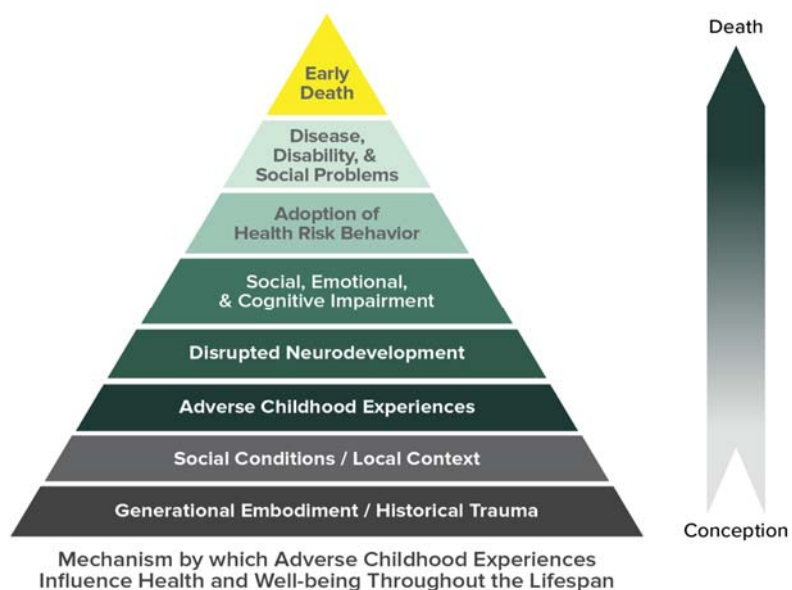 Death
Early
Death
Disease,
Disability, &
Social Problems
Adoption of
Health Risk Behavior
Social, Emotional,
& Cognitive Impairment
Disrupted Neurodevelopment
Adverse Childhood Experiences
Social Conditions / Local Context
Generational Embodiment / Historical Trauma
Conception
Mechanism by which Adverse Childhood Experiences
Influence Health and Well-being Throughout the Lifespan